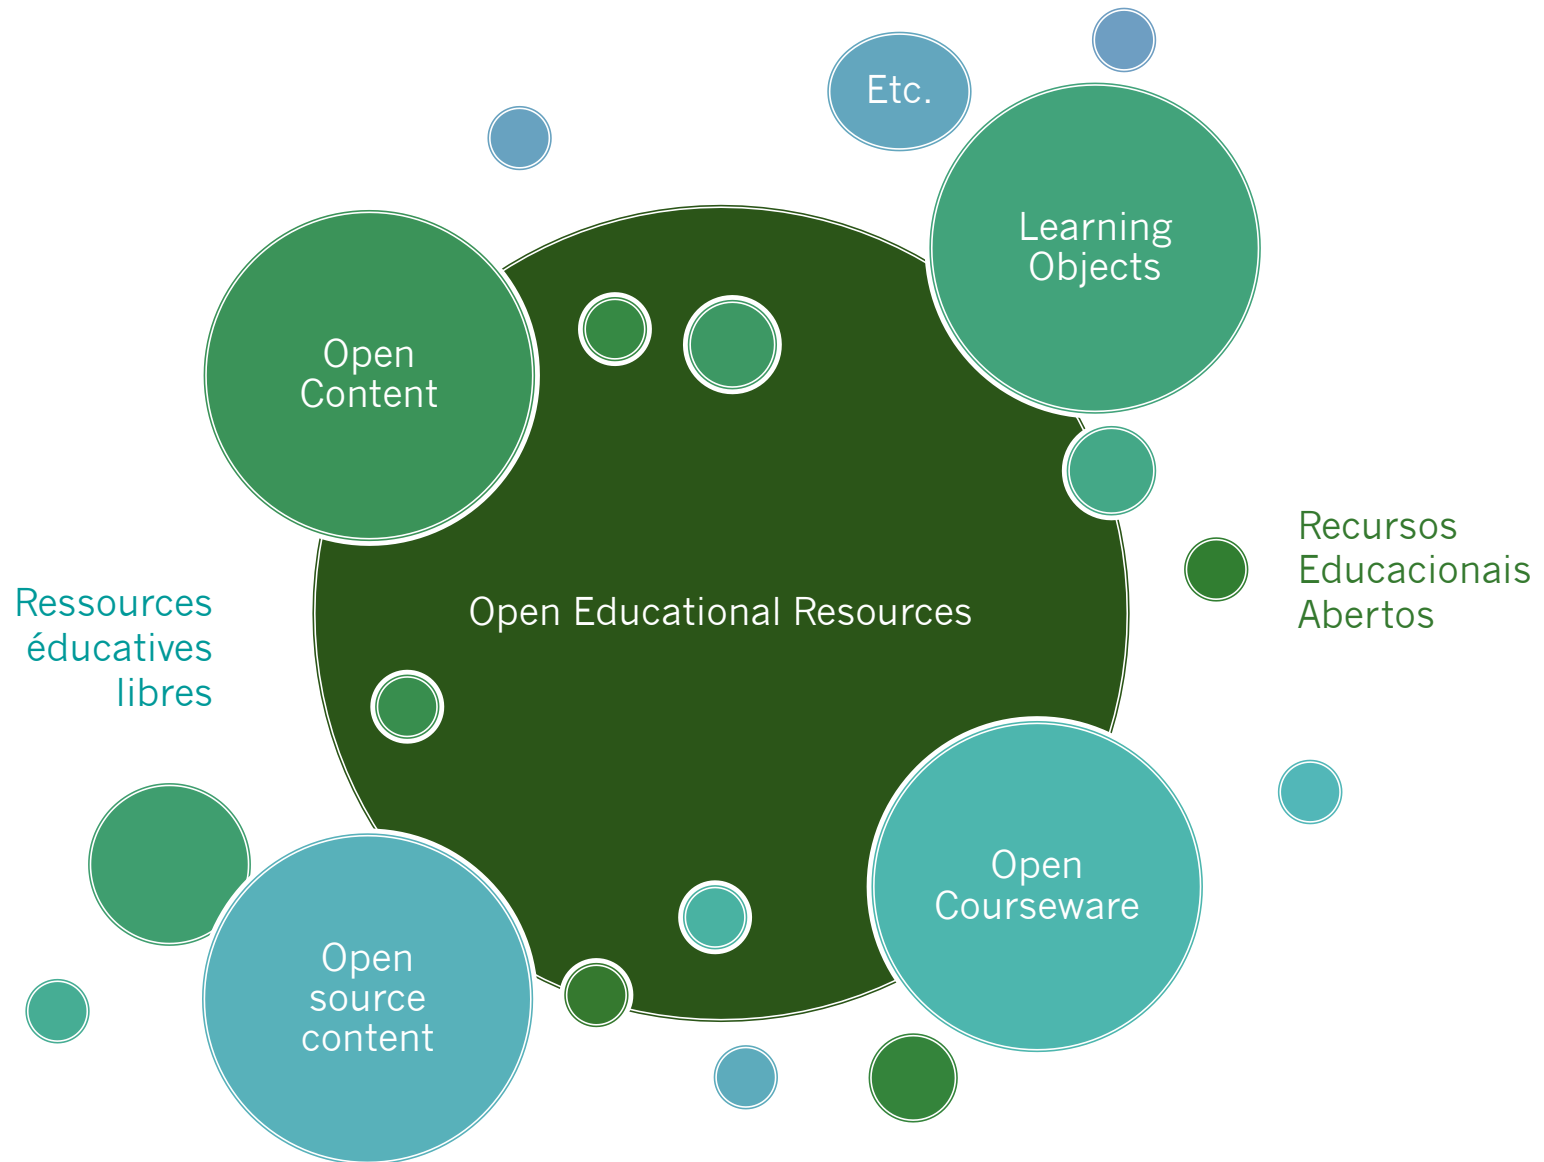 Etc.
Learning
Objects
Open
Content
Recursos
Educacionais
Abertos
Open Educational Resources
Ressources
éducatives
libres
Open
Courseware
Open
source
content